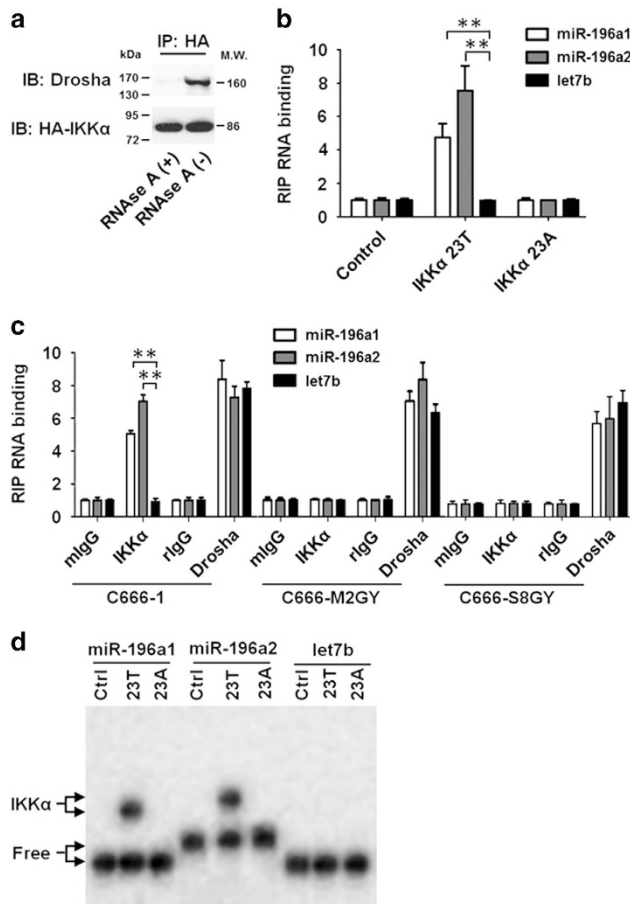 a
IP: HA
kDa
M.W.
IB: Drosha
170
130
160
IB: HA-IKKα
95
72
86
RNAse A (+)
RNAse A (-)
b
**
**
miR-196a1
miR-196a2
let7b
RIP RNA binding
10
8
6
4
2
0
Control
IKKα 23T
IKKα 23A
c
**
**
miR-196a1
miR-196a2
let7b
RIP RNA binding
10
8
6
4
2
0
mIgG
IKKα
rIgG
Drosha
mIgG
IKKα
rIgG
Drosha
mIgG
IKKα
rIgG
Drosha
C666-1
C666-M2GY
C666-S8GY
d
miR-196a1
miR-196a2
let7b
Ctrl
23T
23A
Ctrl
23T
23A
Ctrl
23T
23A
IKKα
Free